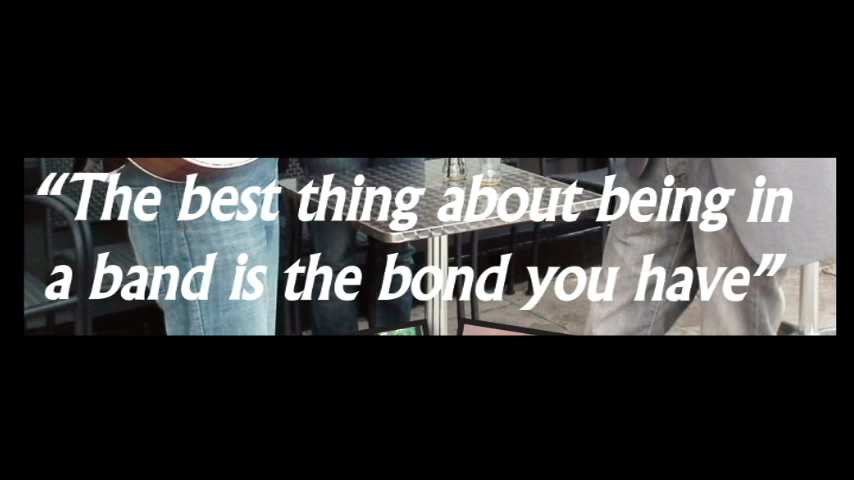 “The best thing about being in
a band is the bond you have”